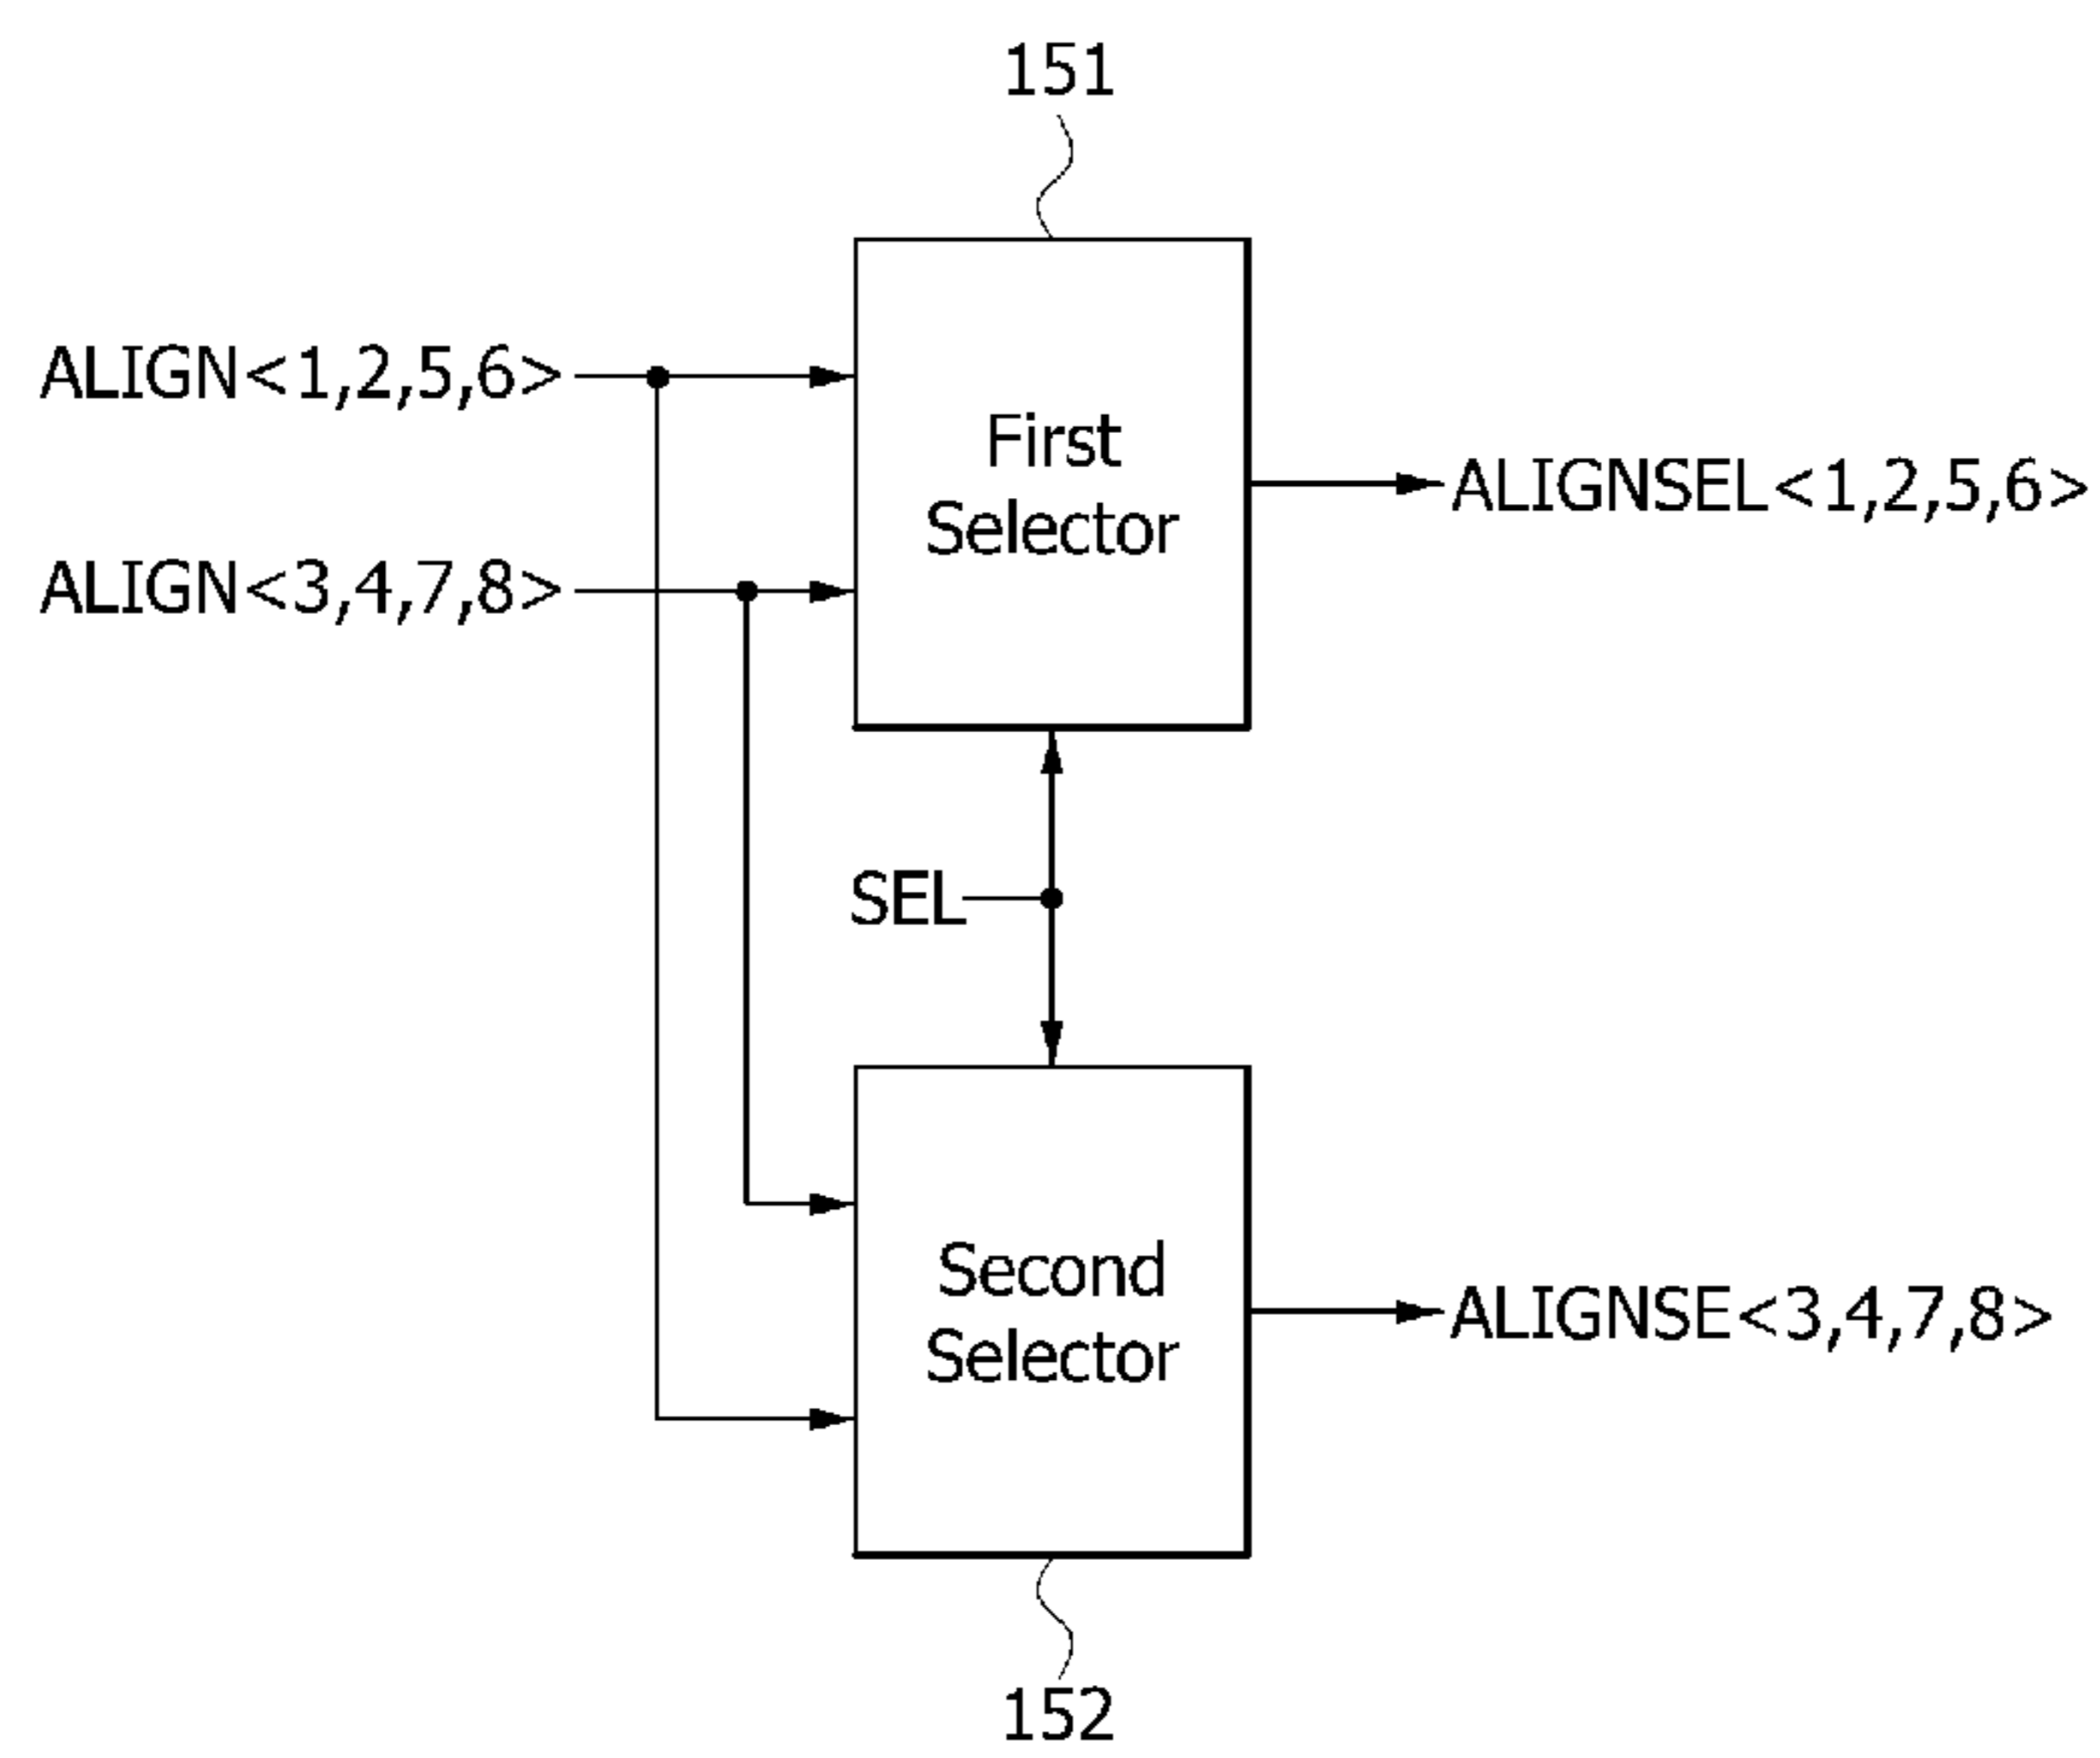 151
ALIGN<1,2,5,6>
First
Selector
ALIGNSEL<1,2,5,6>
ALIGN<3,4,7,8>
SEL
Second
Selector
ALIGNSE<3,4,7,8>
152